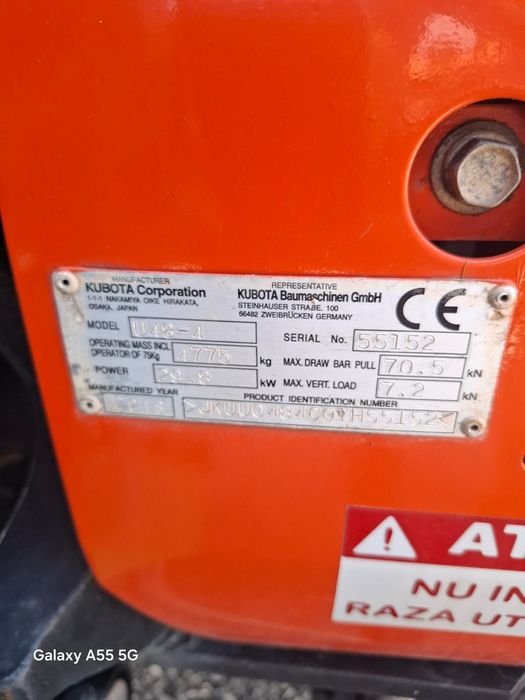 MANUFACTURER
KUBOTA Corporation
1-1-1 NAKAMIYA OIKE HIRAKATA,
OSAKA, JAPAN
REPRESENTATIVE
KUBOTA Baumaschinen GmbH
STEINHAUSER STRAßE, 100
66482 ZWEIBRÜCKEN GERMANY
CE
MODEL U48-4
SERIAL No. 55152
OPERATING MASS INCL
OPERATOR OF 75Kg 4775 kg
MAX. DRAW BAR PULL 70.5 kN
POWER 29.8 kW
MAX. VERT. LOAD 7.2 kN
MANUFACTURED YEAR
PRODUCT IDENTIFICATION NUMBER
>JKUU0484C01H55152<
AT
NU IN
RAZA UT
Galaxy A55 5G